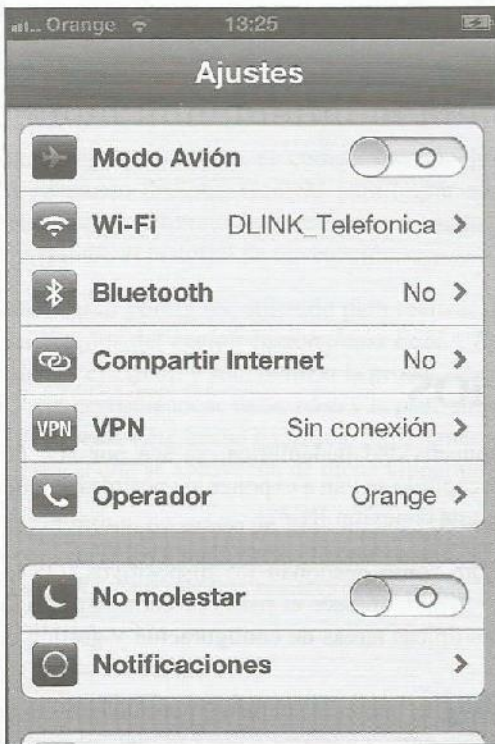 Orange 13:25
Ajustes
Modo Avión
Wi-Fi DLINK_Telefonica
Bluetooth No
Compartir Internet No
VPN VPN Sin conexión
Operador Orange
No molestar
Notificaciones